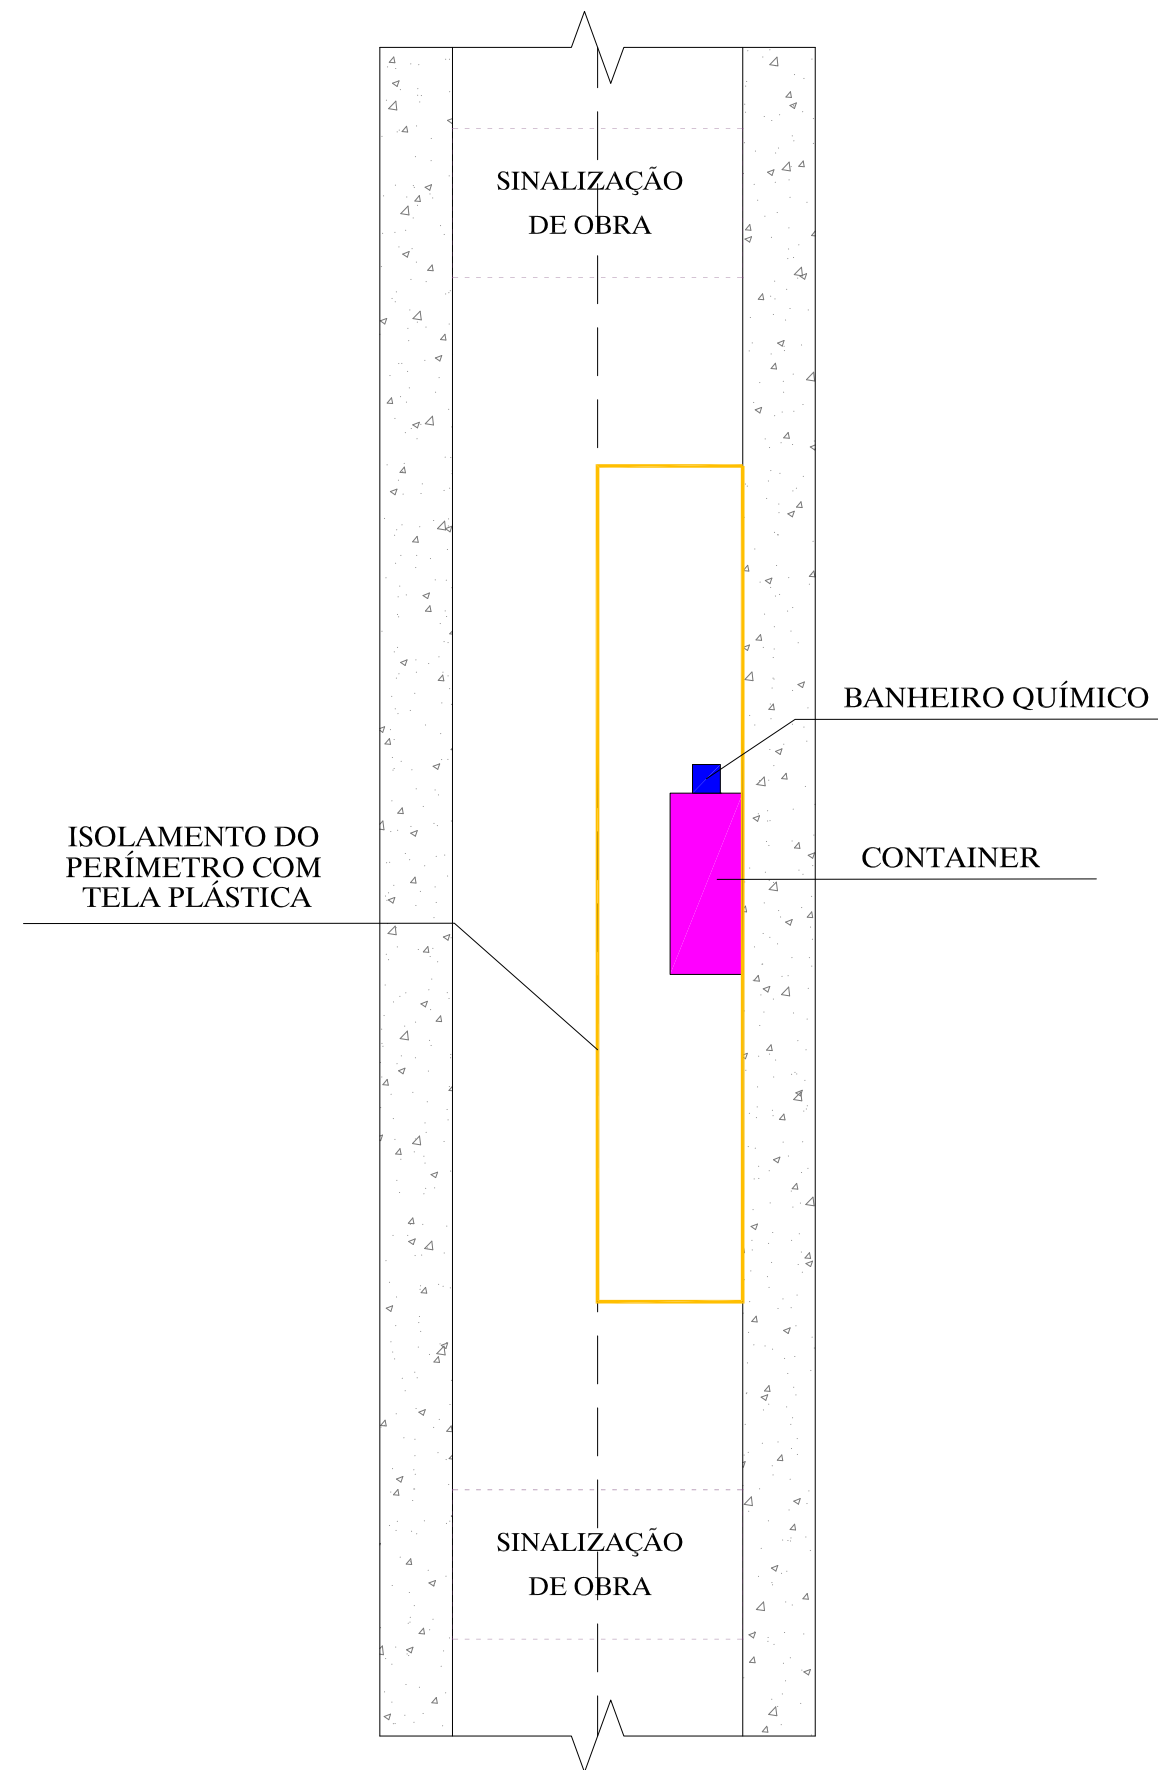 SINALIZAÇÃO
DE OBRA
BANHEIRO QUÍMICO
ISOLAMENTO DO
PERÍMETRO COM
TELA PLÁSTICA
CONTAINER
SINALIZAÇÃO
DE OBRA